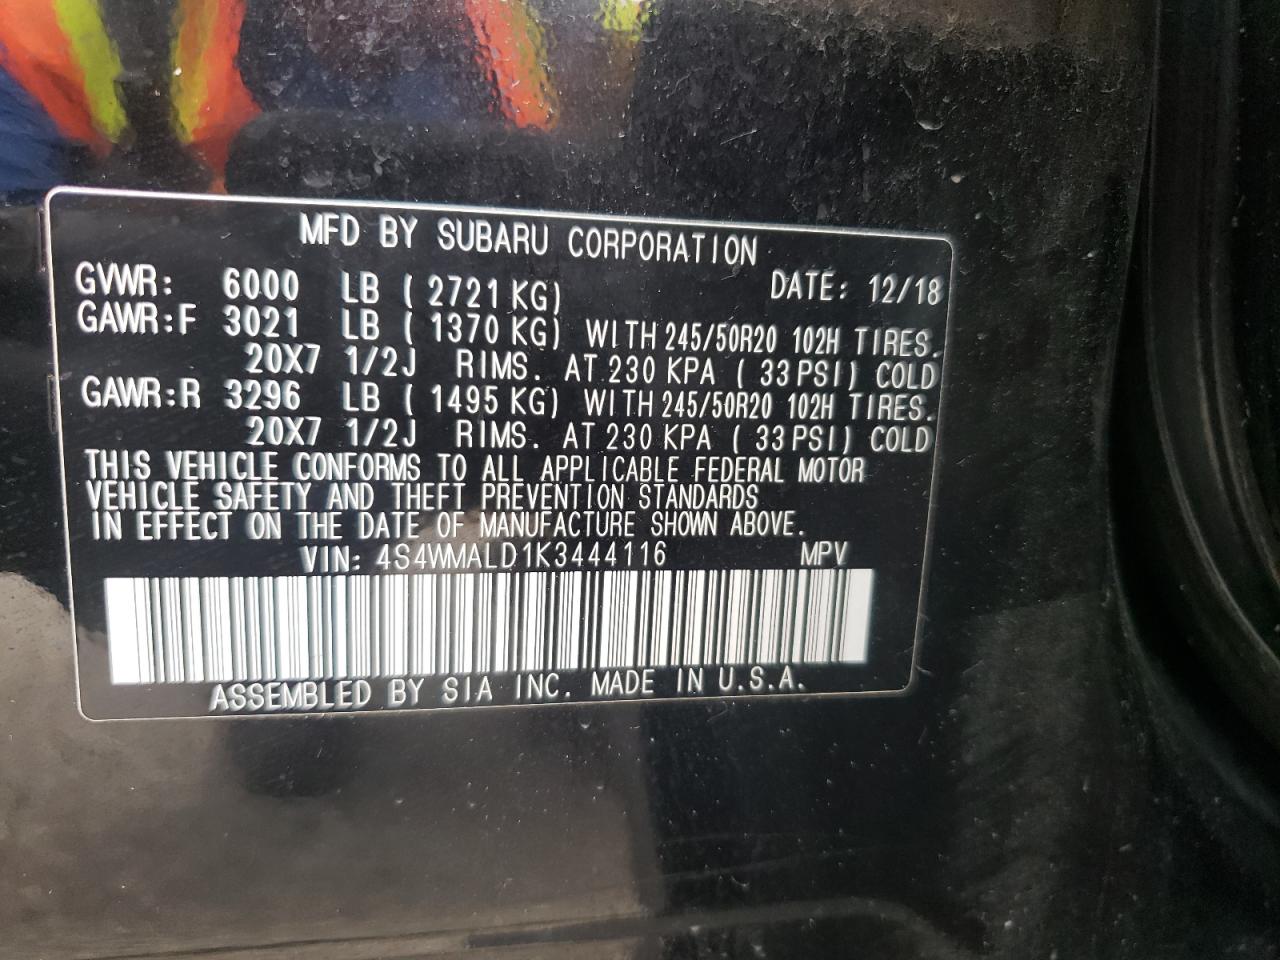 MFD BY SUBARU CORPORATION
GVWR: 6000 LB ( 2721 KG) DATE: 12/18
GAWR:F 3021 LB ( 1370 KG) WITH 245/50R20 102H TIRES.
20X7 1/2J RIMS. AT 230 KPA ( 33 PSI) COLD
GAWR:R 3296 LB ( 1495 KG) WITH 245/50R20 102H TIRES.
20X7 1/2J RIMS. AT 230 KPA ( 33 PSI) COLD
THIS VEHICLE CONFORMS TO ALL APPLICABLE FEDERAL MOTOR
VEHICLE SAFETY AND THEFT PREVENTION STANDARDS
IN EFFECT ON THE DATE OF MANUFACTURE SHOWN ABOVE.
VIN: 4S4WMALD1K3444116 MPV
ASSEMBLED BY SIA INC. MADE IN U.S.A.